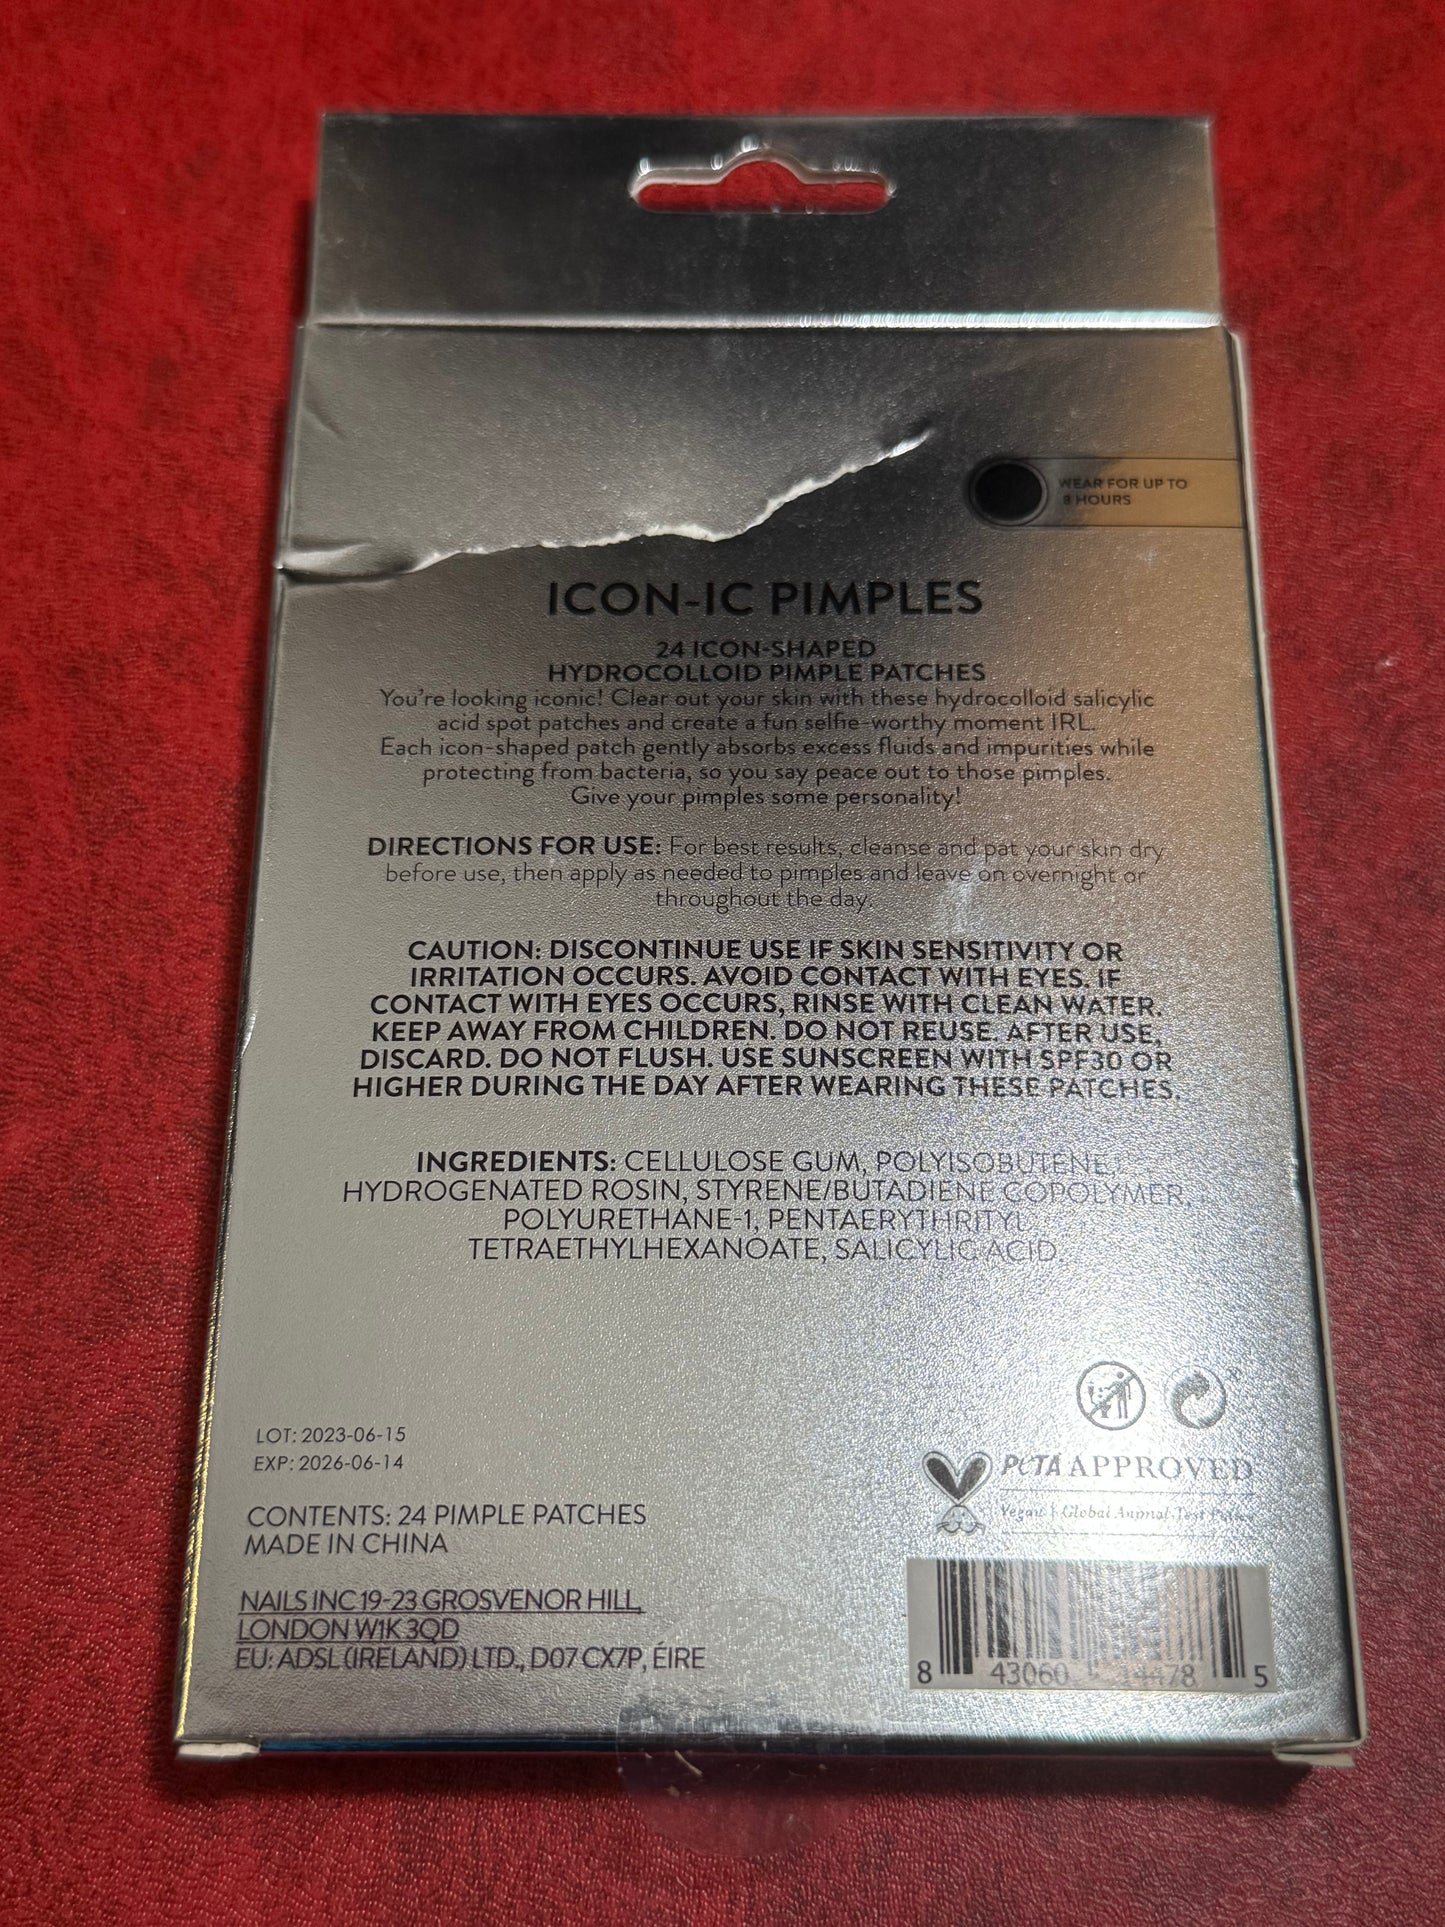 WEAR FOR UP TO
8 HOURS
ICON-IC PIMPLES
24 ICON-SHAPED
HYDROCOLLOID PIMPLE PATCHES
You're looking iconic! Clear out your skin with these hydrocolloid salicylic
acid spot patches and create a fun selfie-worthy moment IRL.
Each icon-shaped patch gently absorbs excess fluids and impurities while
protecting from bacteria, so you say peace out to those pimples.
Give your pimples some personality!
DIRECTIONS FOR USE: For best results, cleanse and pat your skin dry
before use, then apply as needed to pimples and leave on overnight or
throughout the day.
CAUTION: DISCONTINUE USE IF SKIN SENSITIVITY OR
IRRITATION OCCURS. AVOID CONTACT WITH EYES. IF
CONTACT WITH EYES OCCURS, RINSE WITH CLEAN WATER.
KEEP AWAY FROM CHILDREN. DO NOT REUSE. AFTER USE,
DISCARD. DO NOT FLUSH. USE SUNSCREEN WITH SPF30 OR
HIGHER DURING THE DAY AFTER WEARING THESE PATCHES.
INGREDIENTS: CELLULOSE GUM, POLYISOBUTENE,
HYDROGENATED ROSIN, STYRENE/BUTADIENE COPOLYMER,
POLYURETHANE-1, PENTAERYTHRITYL
TETRAETHYLHEXANOATE, SALICYLIC ACID.
LOT: 2023-06-15
EXP: 2026-06-14
PETA APPROVED
Vegan | Global Animal Test Policy
CONTENTS: 24 PIMPLE PATCHES
MADE IN CHINA
NAILS INC 19-23 GROSVENOR HILL,
LONDON W1K 3QD
EU: ADSL (IRELAND) LTD., D07 CX7P, ÉIRE
8 43060 14478 5